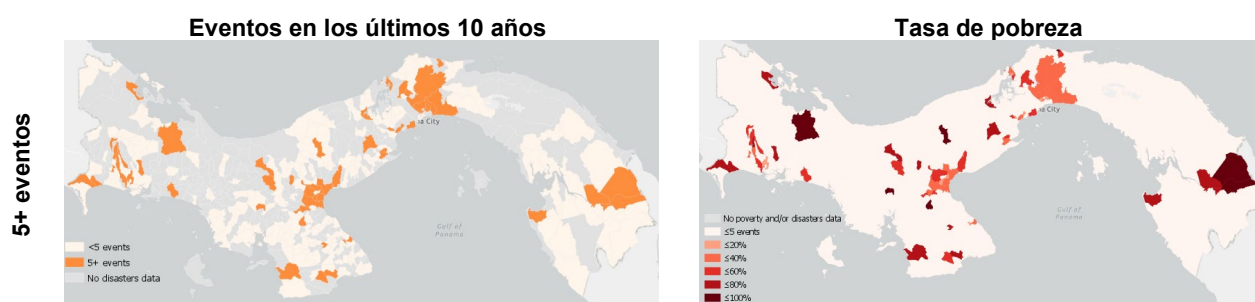 Eventos en los últimos 10 años
Tasa de pobreza
5+ eventos
City
Gulf of
Panama
<5 events
5+ events
No disasters data
City
Gulf of
Panama
No poverty and/or disasters data
≤5 events
≤20%
≤40%
≤60%
≤80%
≤100%